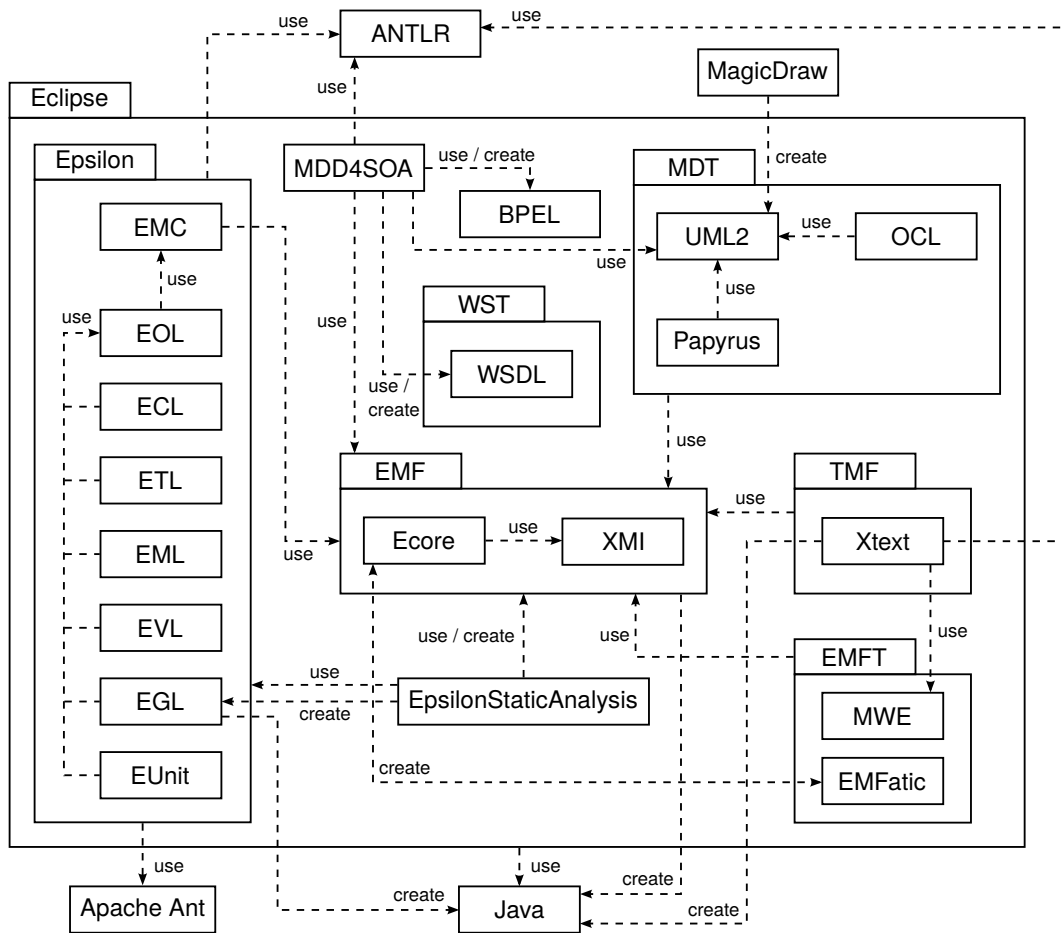 use
ANTLR
use
use
MagicDraw
Eclipse
create
Epsilon
MDD4SOA
use / create
MDT
BPEL
EMC
UML2
use
OCL
use
use
use
use
WST
EOL
use
Papyrus
WSDL
use /
create
ECL
use
EMF
TMF
ETL
use
Ecore
use
XMI
Xtext
use
EML
EVL
use / create
use
use
EMFT
use
EGL
create
EpsilonStaticAnalysis
MWE
EUnit
create
create
EMFatic
use
use
create
create
create
Apache Ant
Java